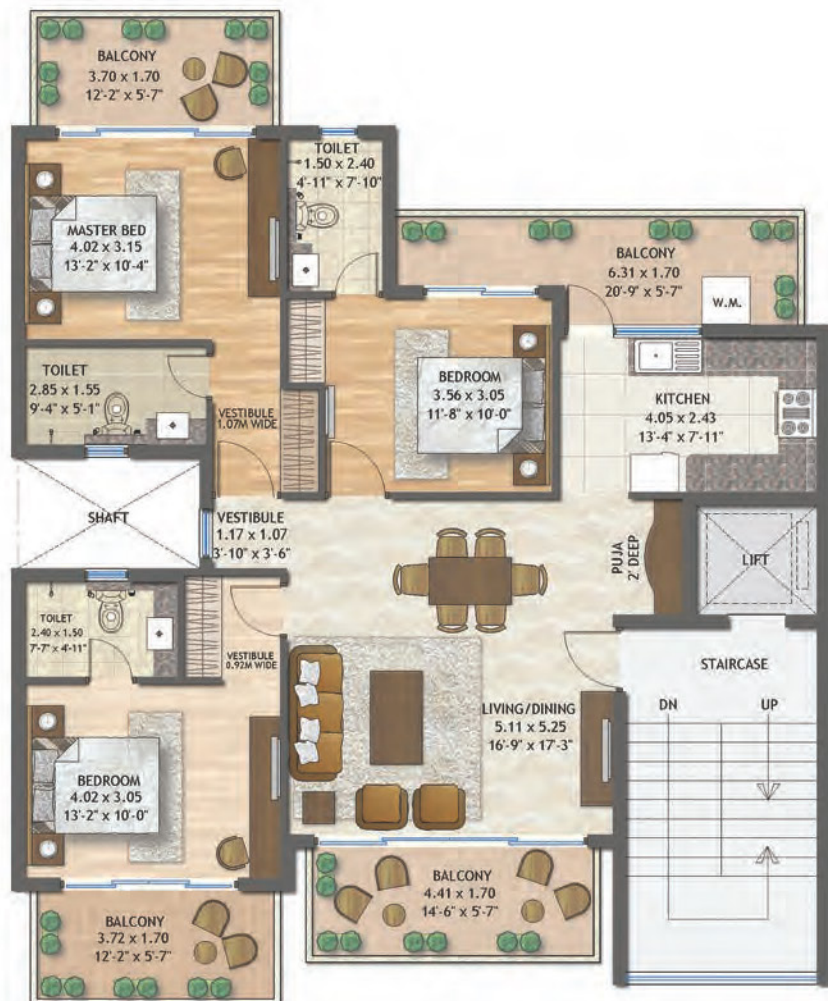 BALCONY
3.70 x 1.70
12'-2" x 5'-7"
TOILET
1.50 x 2.40
4'-11" x 7'-10"
MASTER BED
4.02 x 3.15
13'-2" x 10'-4"
BALCONY
6.31 x 1.70
20'-9" x 5'-7"
W.M.
TOILET
2.85 x 1.55
9'-4" x 5'-1"
BEDROOM
3.56 x 3.05
11'-8" x 10'-0"
KITCHEN
4.05 x 2.43
13'-4" x 7'-11"
VESTIBULE
1.07M WIDE
SHAFT
VESTIBULE
1.17 x 1.07
3'-10" x 3'-6"
PUJA
2' DEEP
LIFT
TOILET
2.40 x 1.50
7'-7" x 4'-11"
VESTIBULE
0.92M WIDE
STAIRCASE
DN
UP
LIVING/DINING
5.11 x 5.25
16'-9" x 17'-3"
BEDROOM
4.02 x 3.05
13'-2" x 10'-0"
BALCONY
4.41 x 1.70
14'-6" x 5'-7"
BALCONY
3.72 x 1.70
12'-2" x 5'-7"